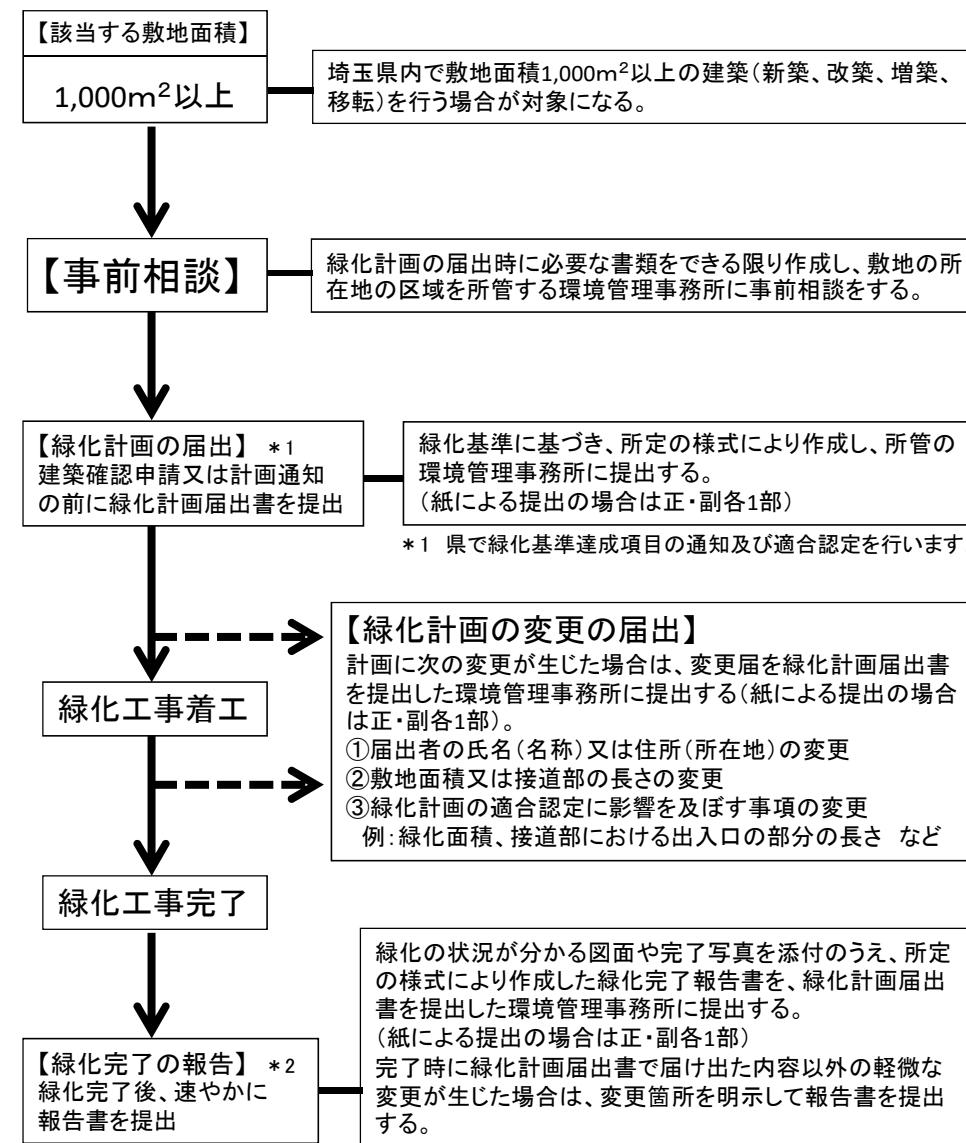 【該当する敷地面積】
1,000m²以上
埼玉県内で敷地面積1,000m²以上の建築(新築、改築、増築、
移転)を行う場合が対象になる。
【事前相談】
緑化計画の届出時に必要な書類をできる限り作成し、敷地の所
在地の区域を所管する環境管理事務所に事前相談をする。
【緑化計画の届出】 *1
建築確認申請又は計画通知
の前に緑化計画届出書を提出
緑化基準に基づき、所定の様式により作成し、所管の
環境管理事務所に提出する。
(紙による提出の場合は正・副各1部)
*1 県で緑化基準達成項目の通知及び適合認定を行います
【緑化計画の変更の届出】
計画に次の変更が生じた場合は、変更届を緑化計画届出書
を提出した環境管理事務所に提出する(紙による提出の場合
は正・副各1部)。
①届出者の氏名(名称)又は住所(所在地)の変更
②敷地面積又は接道部の長さの変更
③緑化計画の適合認定に影響を及ぼす事項の変更
例:緑化面積、接道部における出入口の部分の長さ など
緑化工事着工
緑化工事完了
【緑化完了の報告】 *2
緑化完了後、速やかに
報告書を提出
緑化の状況が分かる図面や完了写真を添付のうえ、所定
の様式により作成した緑化完了報告書を、緑化計画届出
書を提出した環境管理事務所に提出する。
(紙による提出の場合は正・副各1部)
完了時に緑化計画届出書で届け出た内容以外の軽微な
変更が生じた場合は、変更箇所を明示して報告書を提出
する。